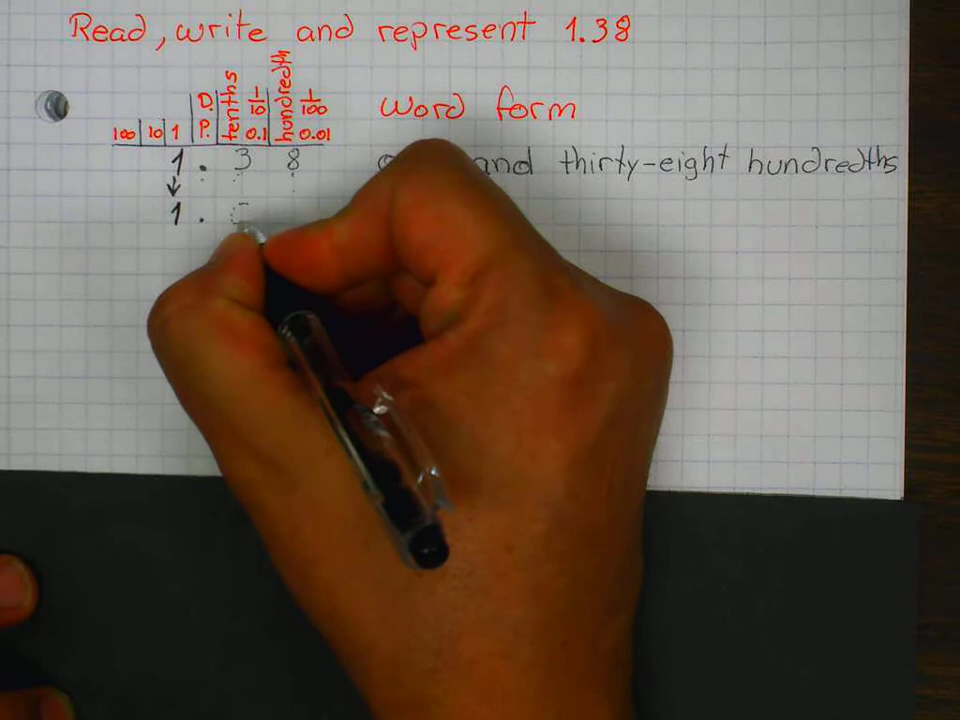 Read, write and represent 1.38
100 10 1 D.P. tenths 1/10 0.1 hundredth 1/100 0.01
word form
1 . 3 8
and thirty-eight hundredths
1 .